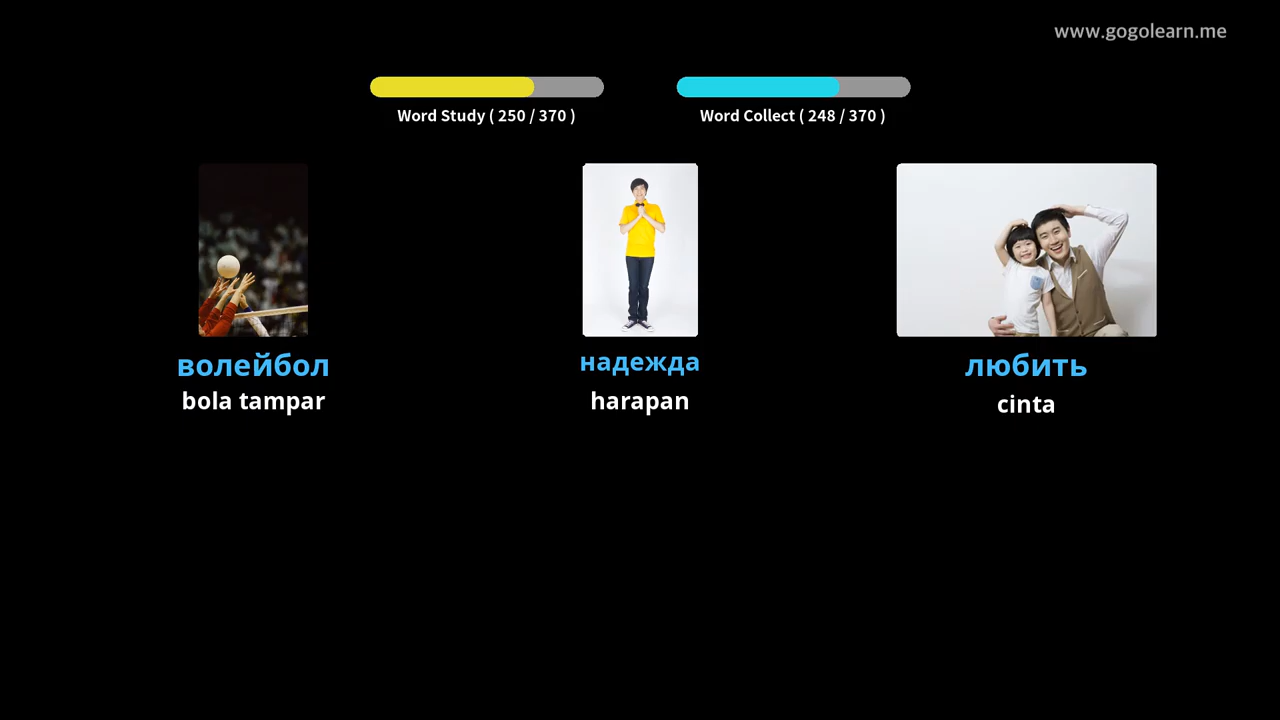 www.gogolearn.me
Word Study ( 250 / 370 )
Word Collect ( 248 / 370 )
волейбол
bola tampar
надежда
harapan
любить
cinta